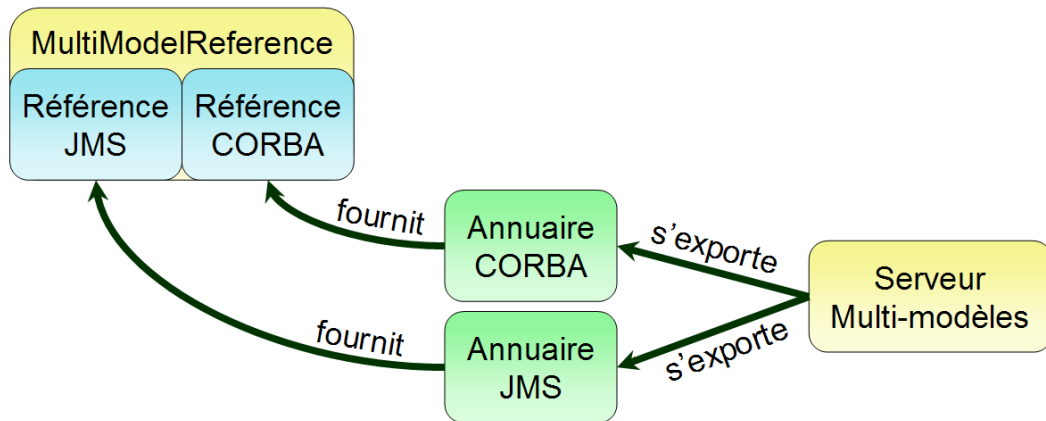 MultiModelReference
Référence
JMS
Référence
CORBA
fournit
Annuaire
CORBA
s'exporte
Serveur
Multi-modèles
fournit
Annuaire
JMS
s'exporte